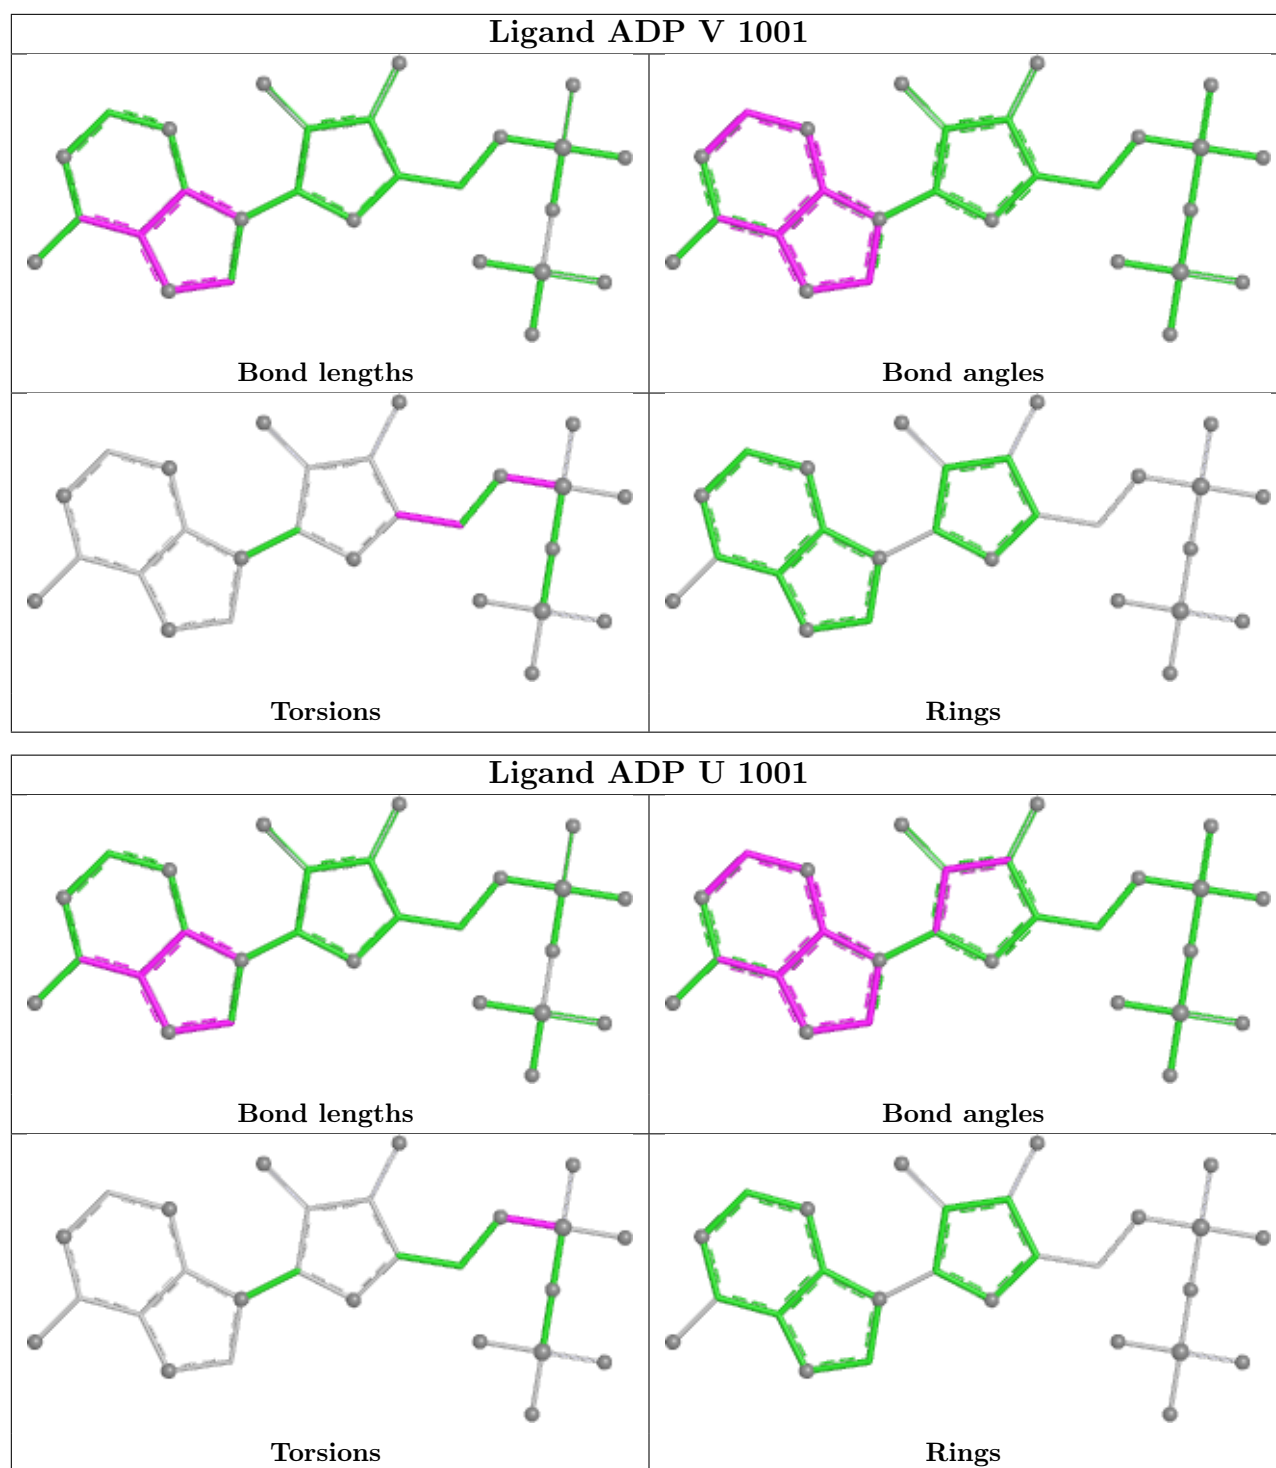 Ligand ADP V 1001
Bond lengths
Bond angles
Torsions
Rings
Ligand ADP U 1001
Bond lengths
Bond angles
Torsions
Rings